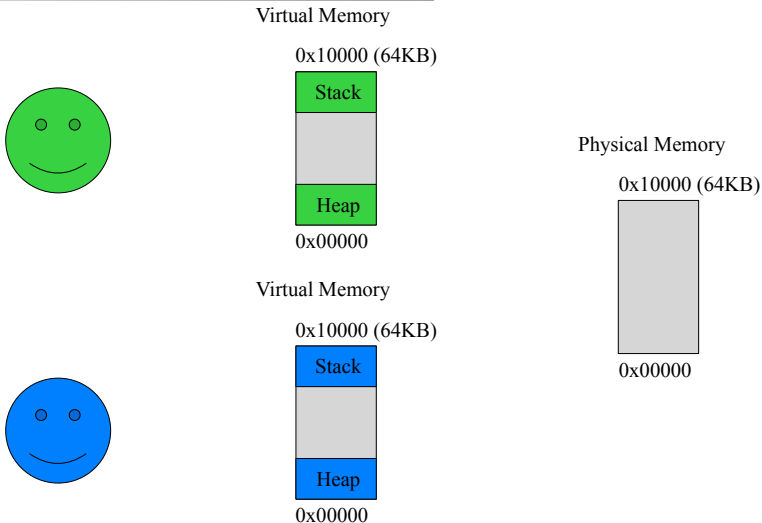 Virtual Memory
0x10000 (64KB)
Stack
Heap
0x00000
Virtual Memory
0x10000 (64KB)
Stack
Heap
0x00000
Physical Memory
0x10000 (64KB)
0x00000